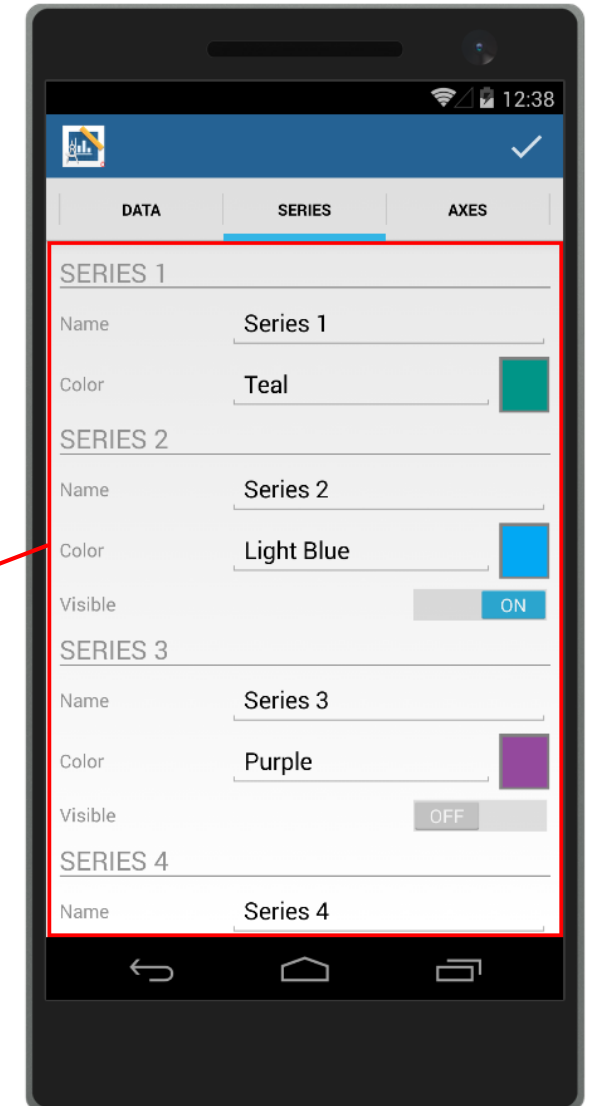 12:38
DATA SERIES AXES
SERIES 1
Name Series 1
Color Teal
SERIES 2
Name Series 2
Color Light Blue
Visible ON
SERIES 3
Name Series 3
Color Purple
Visible OFF
SERIES 4
Name Series 4